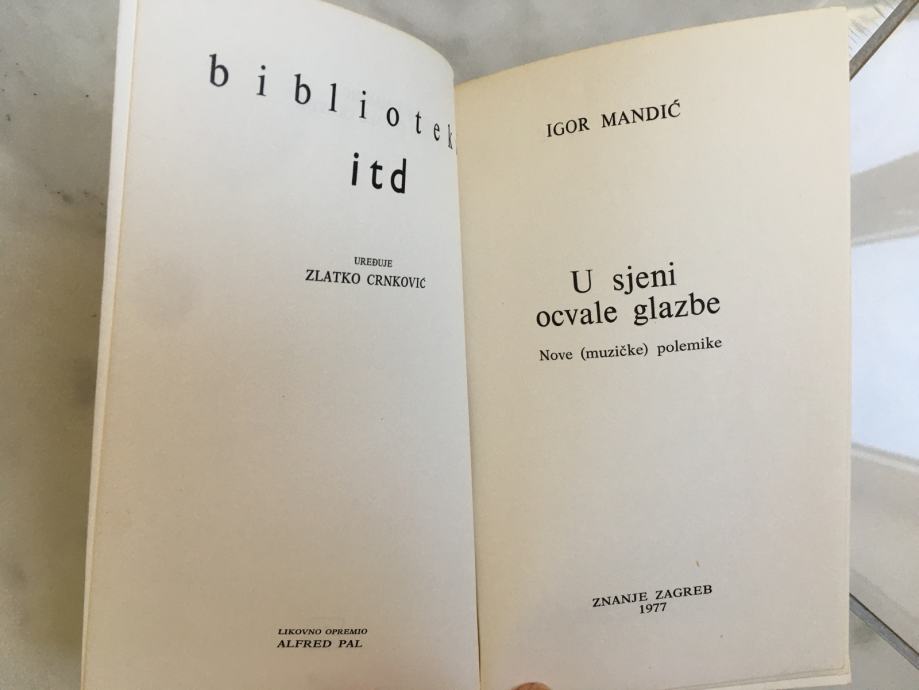 bibliotek
itd
UREĐUJE
ZLATKO CRNKOVIĆ
LIKOVNO OPREMIO
ALFRED PAL
IGOR MANDIĆ
U sjeni
ocvale glazbe
Nove (muzičke) polemike
ZNANJE ZAGREB
1977